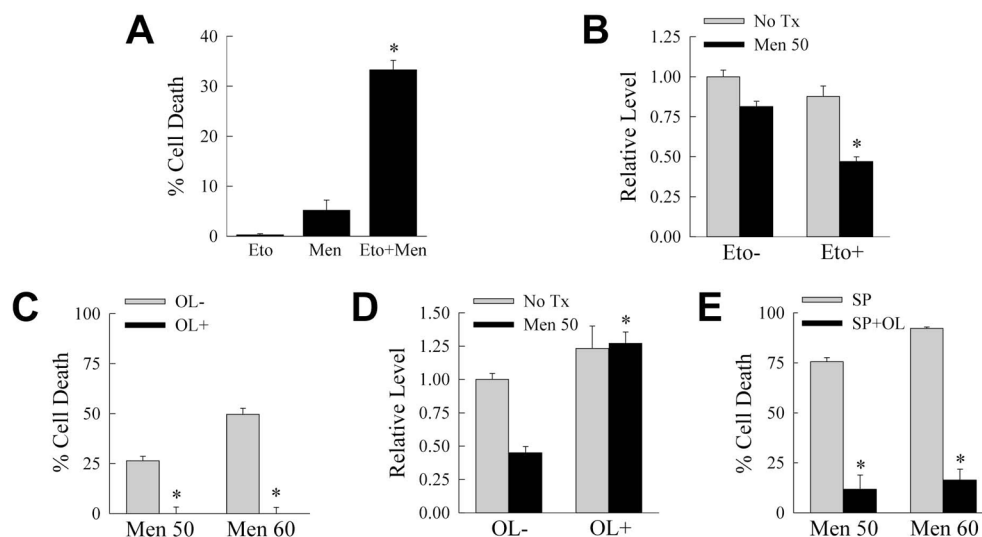 A
% Cell Death
40
30
20
10
0
*
Eto Men Eto+Men
B
No Tx
Men 50
Relative Level
1.25
1.00
0.75
0.50
0.25
0.00
*
Eto- Eto+
C
OL-
OL+
% Cell Death
100
75
50
25
0
* *
Men 50 Men 60
D
No Tx
Men 50
Relative Level
1.50
1.25
1.00
0.75
0.50
0.25
0.00
*
OL- OL+
E
SP
SP+OL
% Cell Death
100
75
50
25
0
* *
Men 50 Men 60